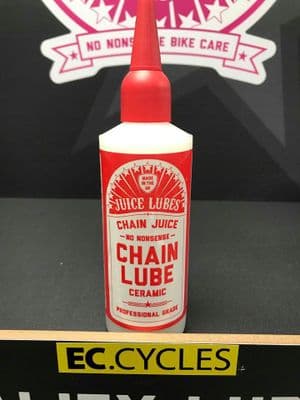 NO NONSENSE BIKE CARE
MADE
IN THE
UK
JUICE LUBES
CHAIN JUICE
NO NONSENSE
CHAIN
LUBE
CERAMIC
PROFESSIONAL GRADE
EC.CYCLES